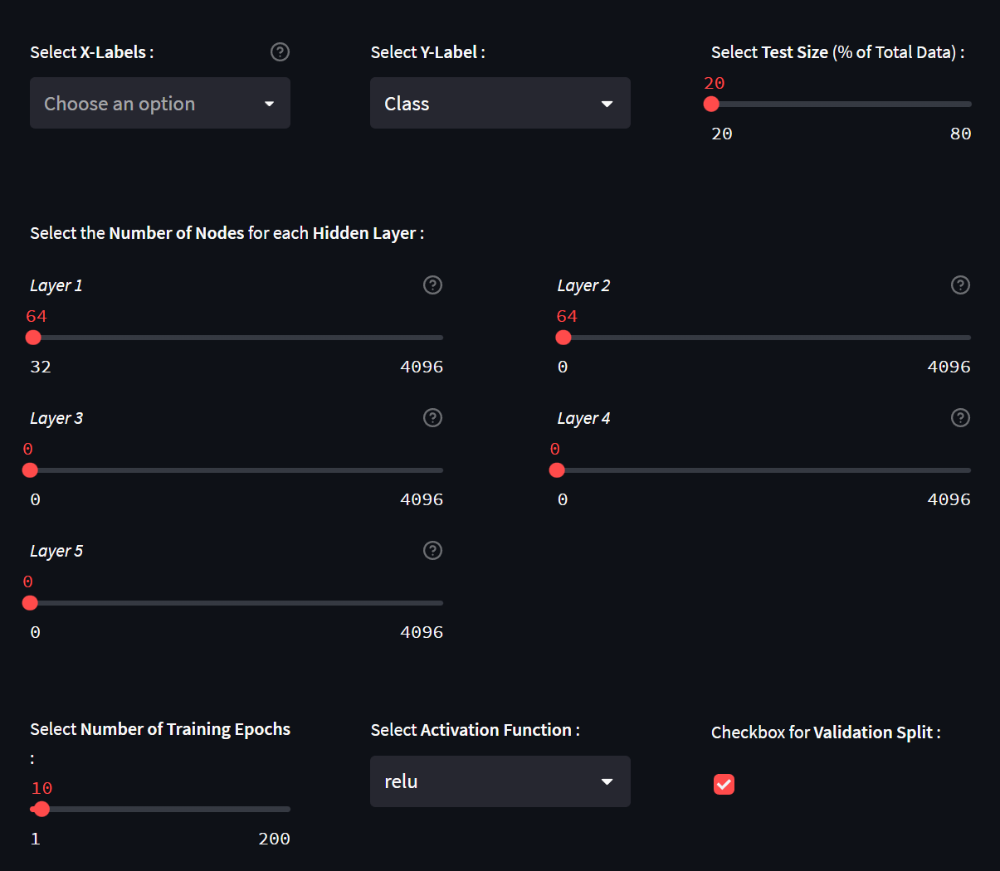 Select X-Labels :
Select Y-Label :
Select Test Size (% of Total Data) :
Choose an option
Class
20
20
80
Select the Number of Nodes for each Hidden Layer :
Layer 1
64
32
4096
Layer 2
64
0
4096
Layer 3
0
0
4096
Layer 4
0
0
4096
Layer 5
0
0
4096
Select Number of Training Epochs
:
10
1
200
Select Activation Function :
relu
Checkbox for Validation Split :